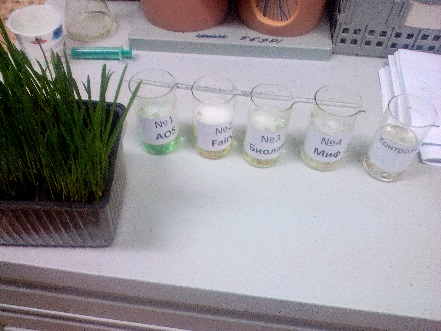 №1
AOS
№2
Fairy
№3
Биолан
№4
Миф
Контроль